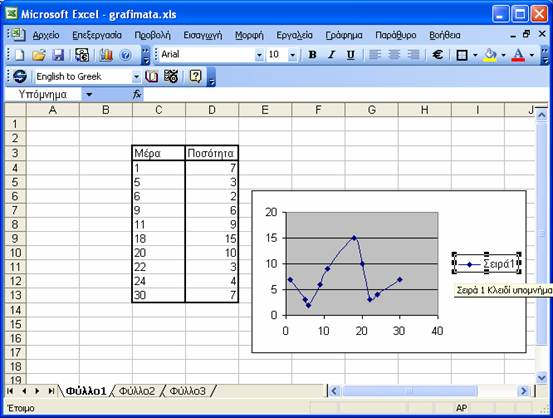 Microsoft Excel - grafimata.xls
Αρχείο Επεξεργασία Προβολή Εισαγωγή Μορφή Εργαλεία Γράφημα Παράθυρο Βοήθεια
Arial 10 B I U €
English to Greek
Υπόμνημα fx
A B C D E F G H I J
1
2
3 Μέρα Ποσότητα
4 1 7
5 5 3
6 6 2
7 9 6
8 11 9
9 18 15
10 20 10
11 22 3
12 24 4
13 30 7
14
15
16
17
18
19
20
15
10
5
0
0 10 20 30 40
Σειρά1
Σειρά 1 Κλειδί υπομνήμα
Φύλλο1 Φύλλο2 Φύλλο3
Έτοιμο AP